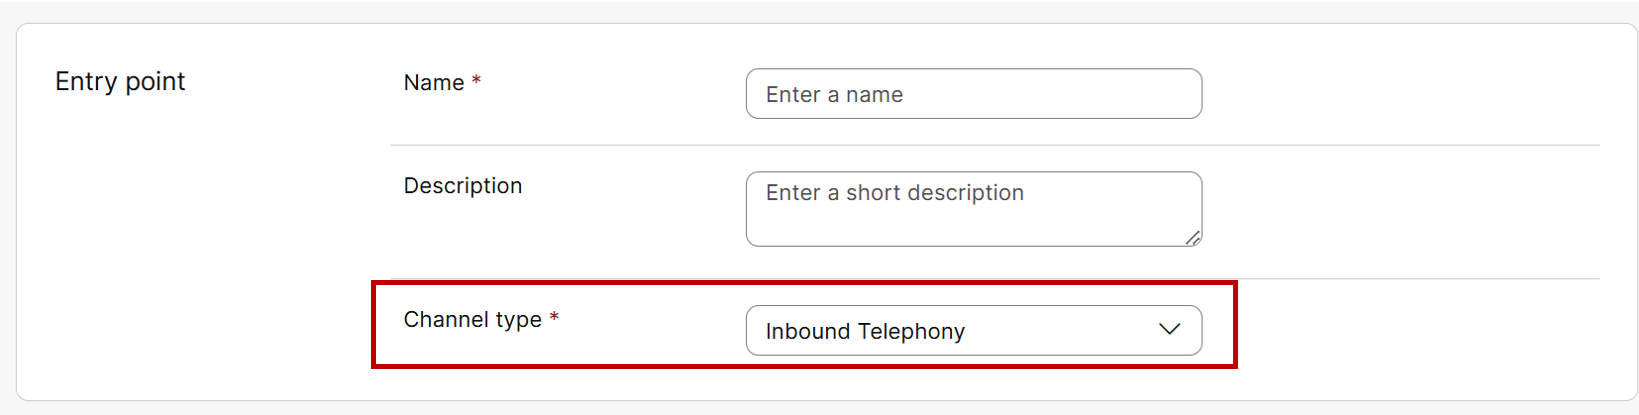 Entry point
Name *
Enter a name
Description
Enter a short description
Channel type *
Inbound Telephony